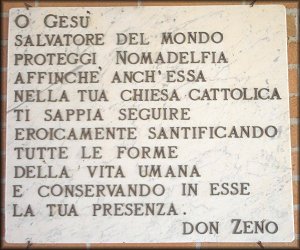 O Gesù
SALVATORE DEL MONDO
PROTEGGI NOMADELFIA
AFFINCHE ANCH'ESSA
NELLA TUA CHIESA CATTOLICA
TI SAPPIA SEGUIRE
EROICAMENTE SANTIFICANDO
TUTTE LE FORME
DELLA VITA UMANA
E CONSERVANDO IN ESSE
LA TUA PRESENZA.
DON ZENO